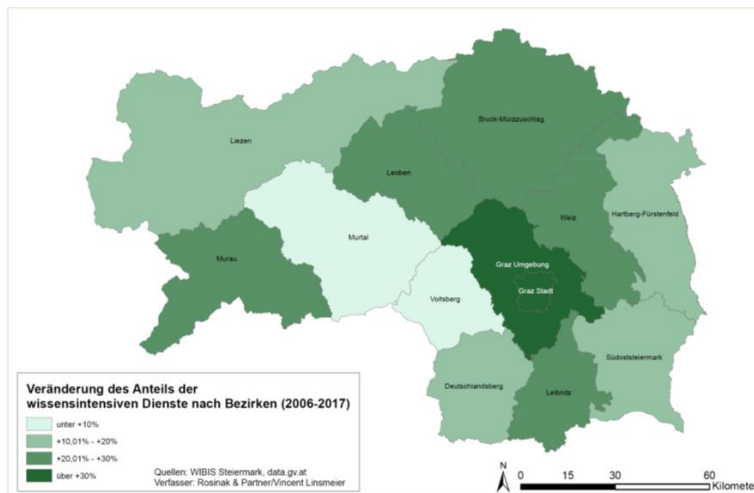 Bruck-Mürzzuschlag
Liezen
Leoben
Weiz
Hartberg-Fürstenfeld
Murtal
Murau
Graz Umgebung
Graz Stadt
Voitsberg
Südoststeiermark
Deutschlandsberg
Leibnitz
Veränderung des Anteils der
wissensintensiven Dienste nach Bezirken (2006-2017)
unter +10%
+10,01% - +20%
+20,01% - +30%
über +30%
Quellen: WIBIS Steiermark, data.gv.at
Verfasser: Rosinak & Partner/Vincent Linsmeier
N
0 15 30 60
Kilometer